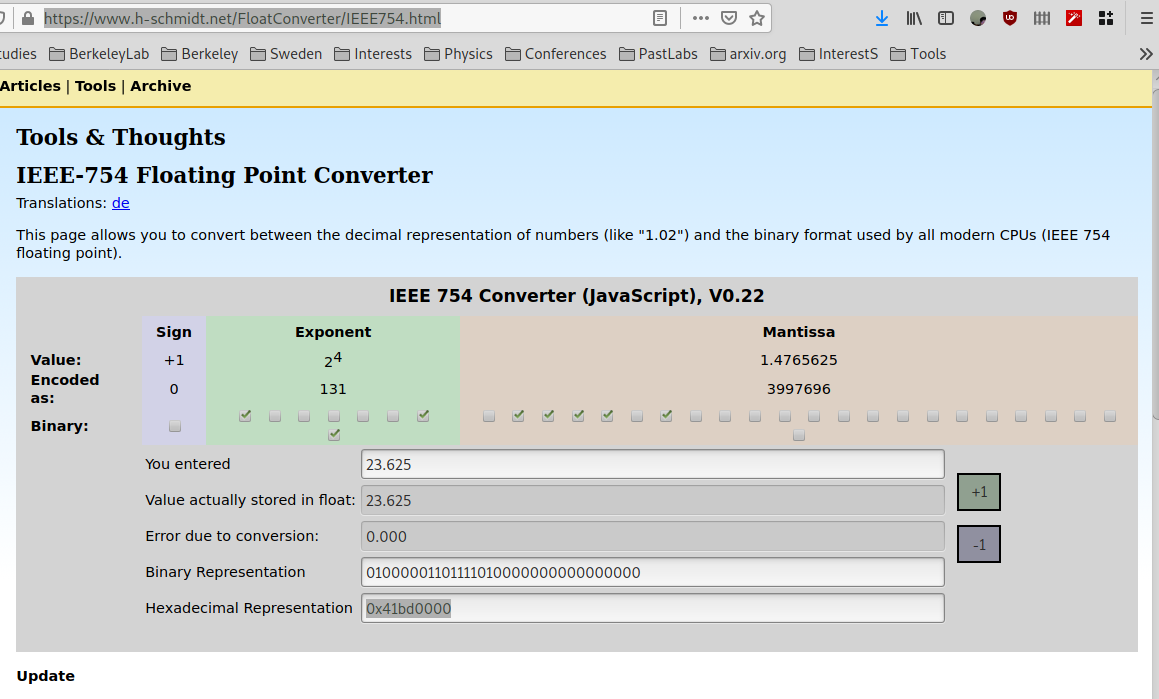 https://www.h-schmidt.net/FloatConverter/IEEE754.html
udies BerkeleyLab Berkeley Sweden Interests Physics Conferences PastLabs arxiv.org InterestS Tools
Articles | Tools | Archive
Tools & Thoughts
IEEE-754 Floating Point Converter
Translations: de
This page allows you to convert between the decimal representation of numbers (like "1.02") and the binary format used by all modern CPUs (IEEE 754
floating point).
IEEE 754 Converter (JavaScript), V0.22
Sign Exponent Mantissa
Value: +1 2⁴ 1.4765625
Encoded
as: 0 131 3997696
Binary:
You entered 23.625
Value actually stored in float: 23.625
+1
Error due to conversion: 0.000
-1
Binary Representation 01000001101111010000000000000000
Hexadecimal Representation 0x41bd0000
Update